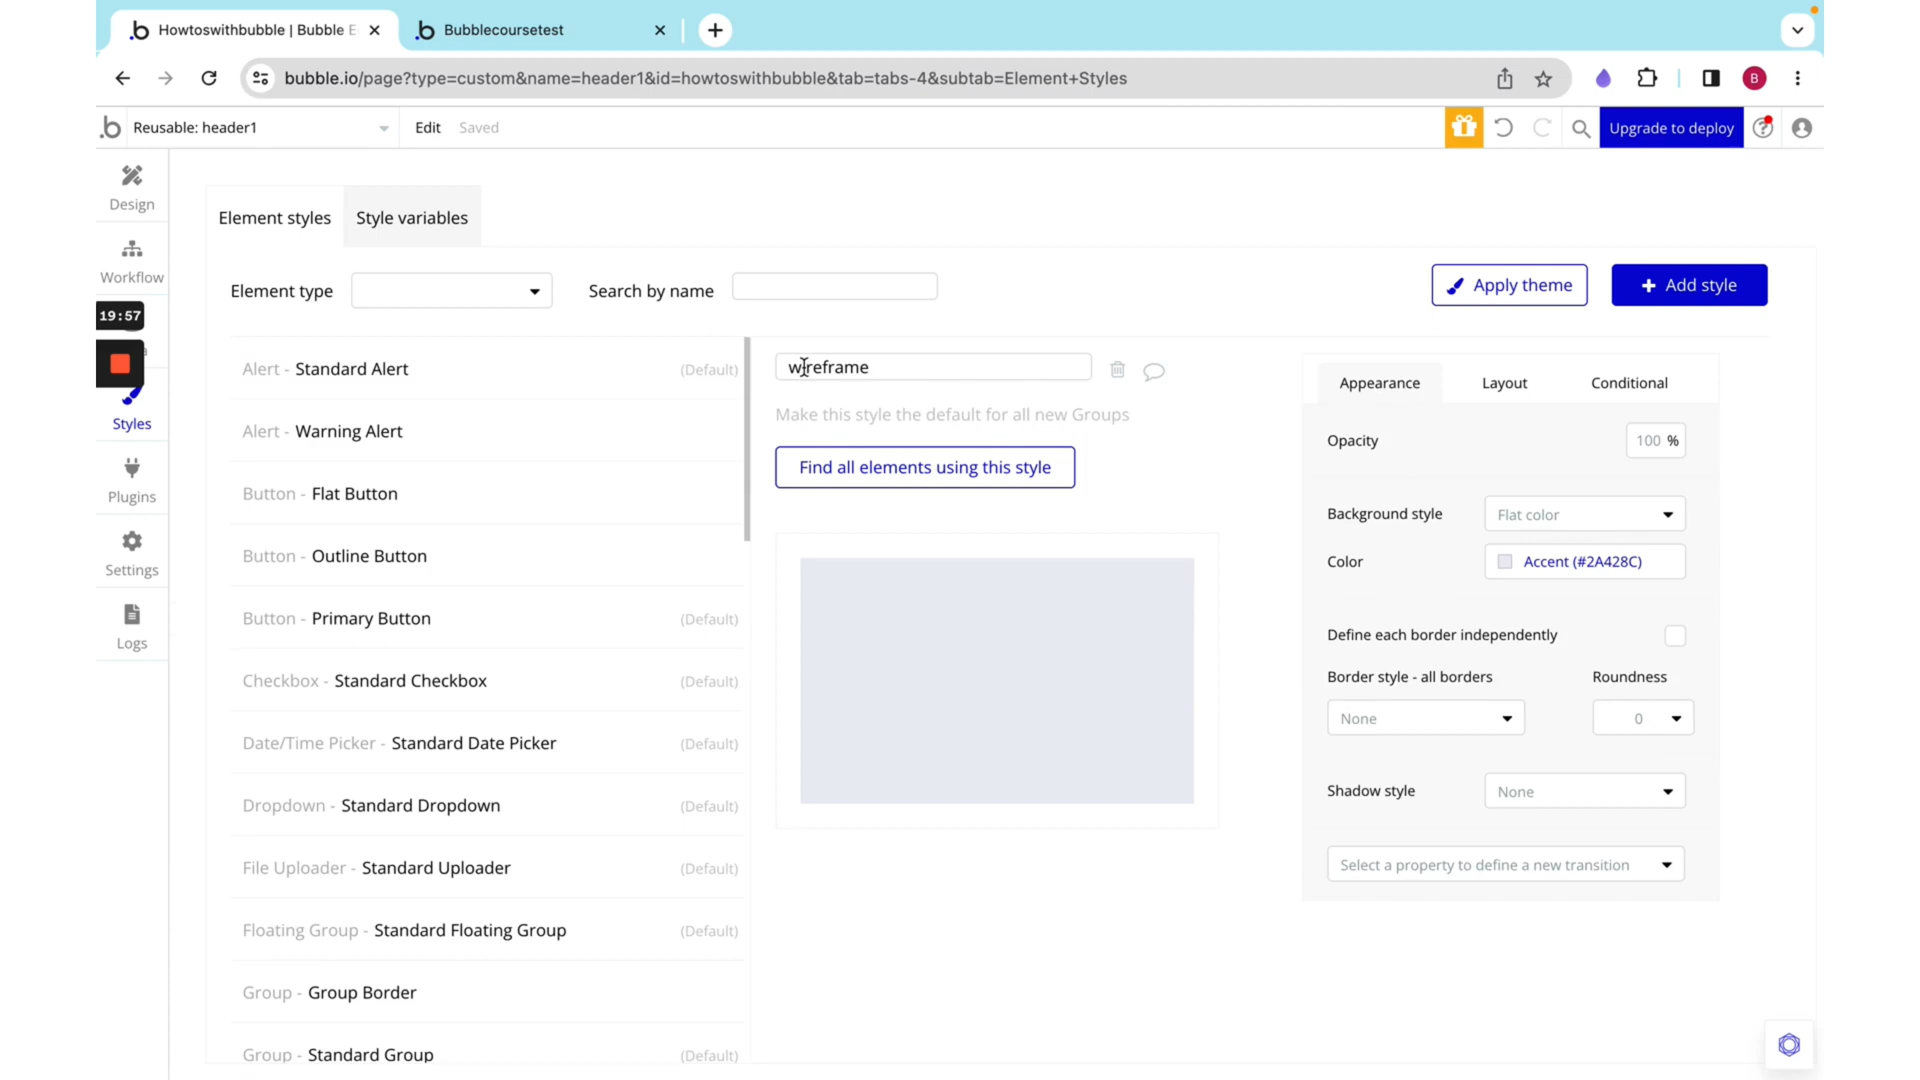 Howtoswithbubble | Bubble E
Bubblecoursetest
bubble.io/page?type=custom&name=header1&id=howtoswithbubble&tab=tabs-4&subtab=Element+Styles
B
Reusable: header1
Edit
Saved
Upgrade to deploy
Design
Workflow
19:57
Styles
Plugins
Settings
Logs
Element styles
Style variables
Element type
Search by name
Apply theme
+ Add style
Alert - Standard Alert (Default)
Alert - Warning Alert
Button - Flat Button
Button - Outline Button
Button - Primary Button (Default)
Checkbox - Standard Checkbox (Default)
Date/Time Picker - Standard Date Picker (Default)
Dropdown - Standard Dropdown (Default)
File Uploader - Standard Uploader (Default)
Floating Group - Standard Floating Group (Default)
Group - Group Border
Group - Standard Group (Default)
wireframe
Make this style the default for all new Groups
Find all elements using this style
Appearance
Layout
Conditional
Opacity
100 %
Background style
Flat color
Color
Accent (#2A428C)
Define each border independently
Border style - all borders
Roundness
None
0
Shadow style
None
Select a property to define a new transition